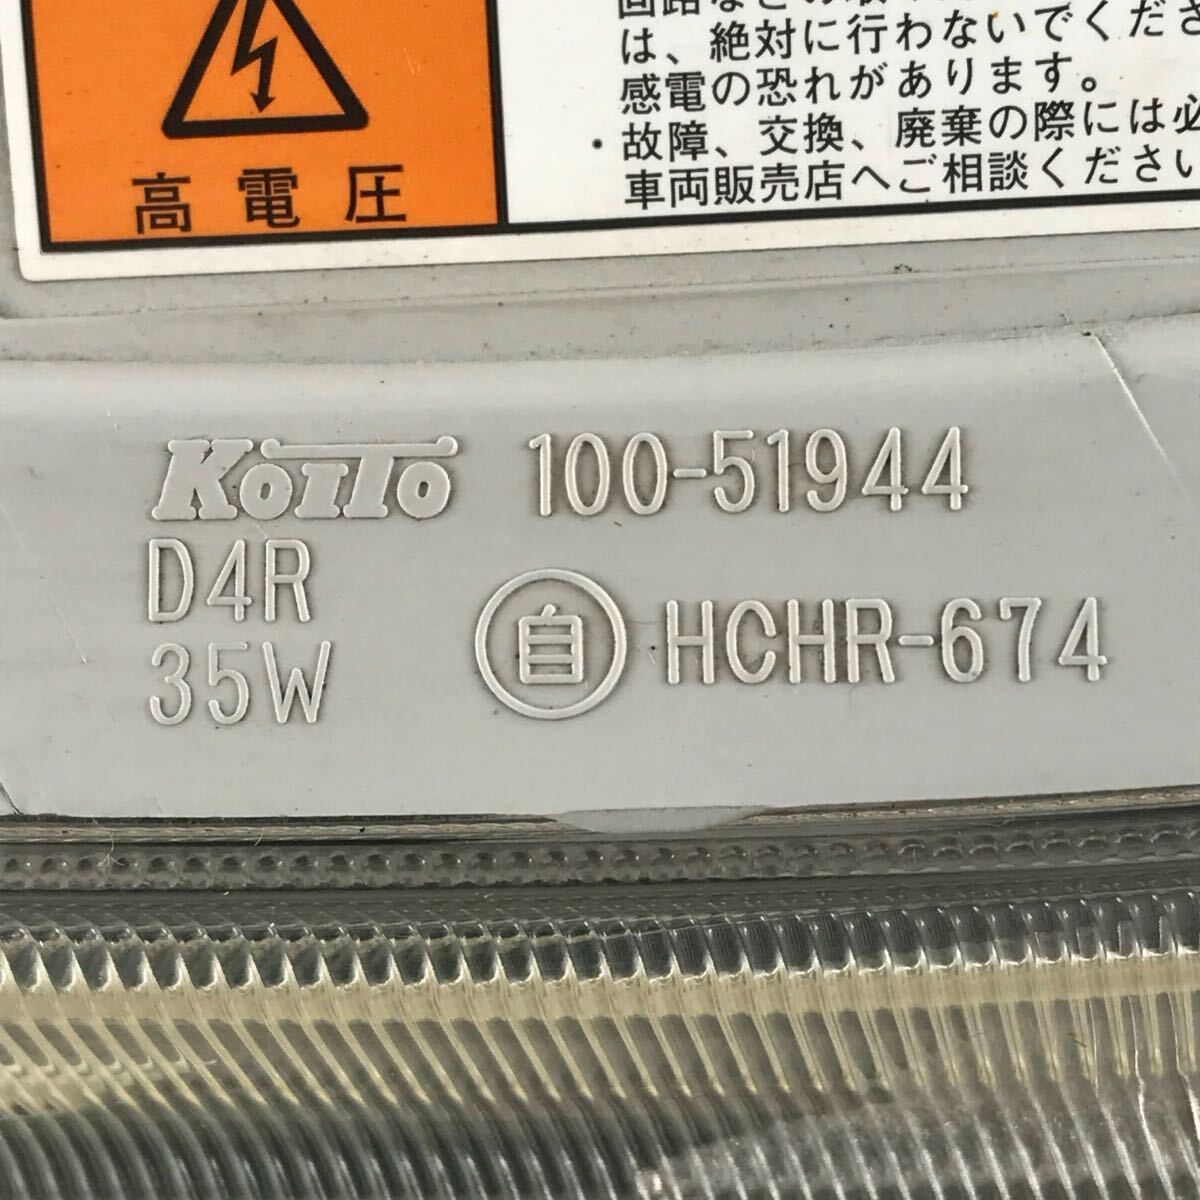 高電圧
は、絶対に行わないでくださ
感電の恐れがあります。
・故障、交換、廃棄の際には必
車両販売店へご相談ください
KOITO 100-51944
D4R
自 HCHR-674
35W